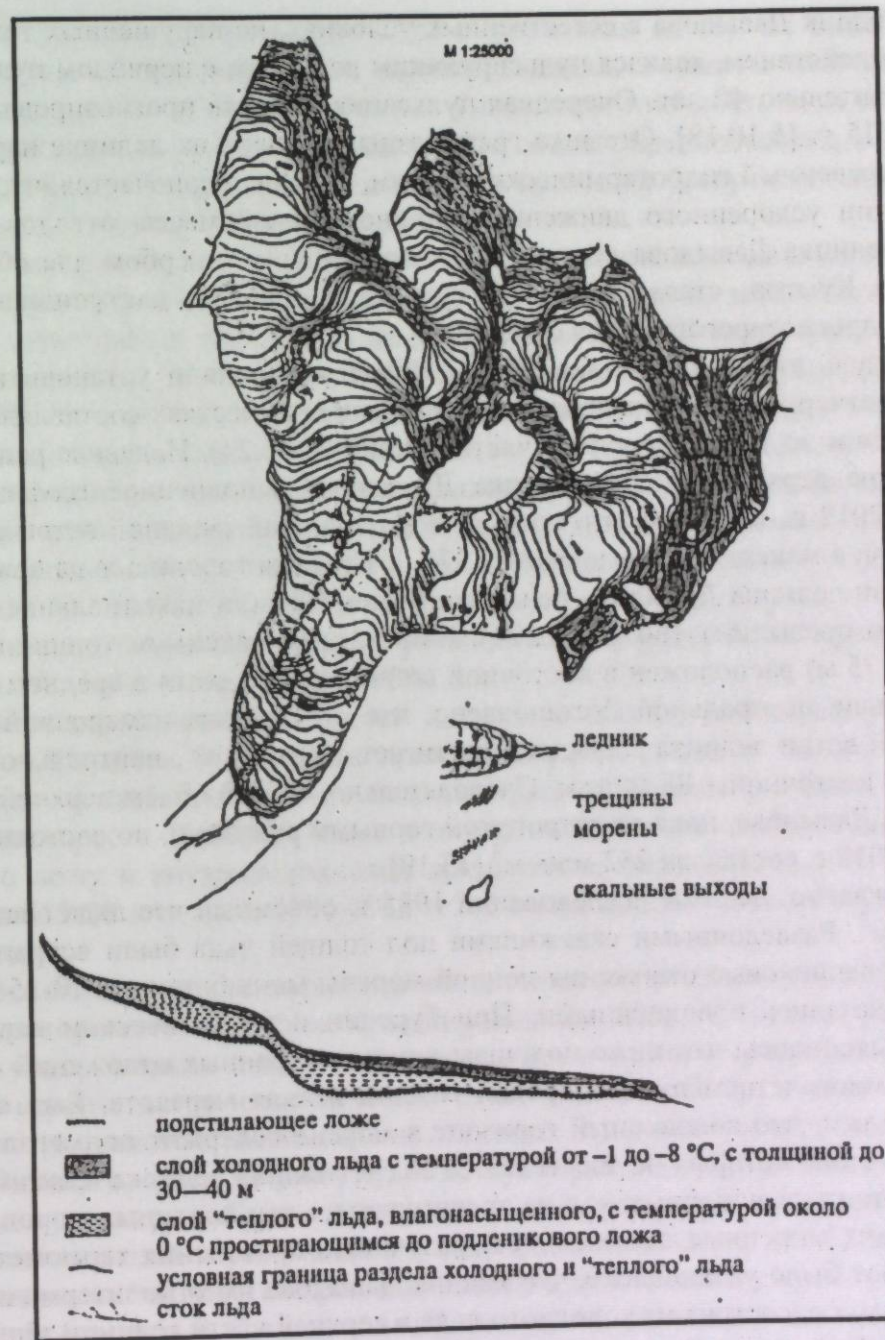 М 1:25000
ледник
трещины
морены
скальные выходы
подстилающее ложе
слой холодного льда с температурой от –1 до –8 °С, с толщиной до
30—40 м
слой "теплого" льда, влагонасыщенного, с температурой около
0 °С простирающимся до подленикового ложа
условная граница раздела холодного и "теплого" льда
сток льда